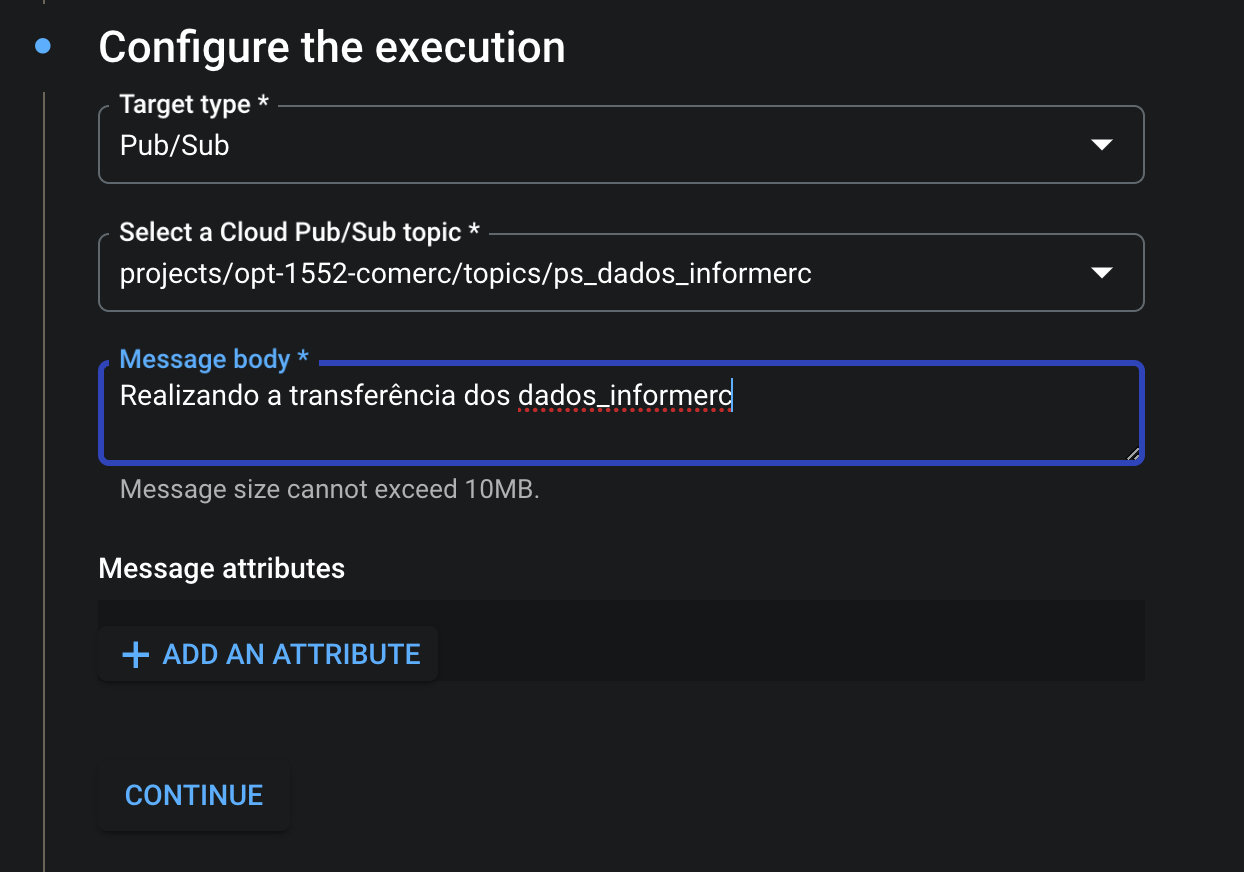 Configure the execution
Target type *
Pub/Sub
Select a Cloud Pub/Sub topic *
projects/opt-1552-comerc/topics/ps_dados_informerc
Message body *
Realizando a transferência dos dados_informerc
Message size cannot exceed 10MB.
Message attributes
+ ADD AN ATTRIBUTE
CONTINUE